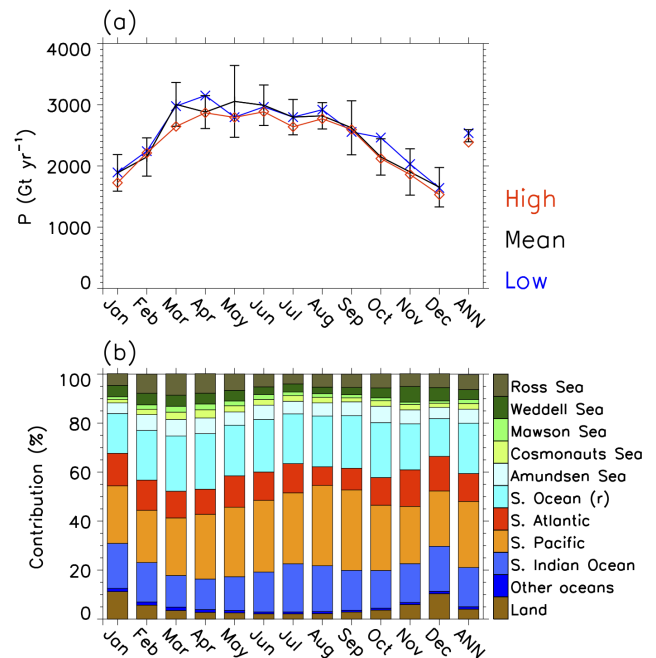 (a)
4000
3000
2000
1000
0
P (Gt yr⁻¹)
High
Mean
Low
Jan Feb Mar Apr May Jun Jul Aug Sep Oct Nov Dec ANN
(b)
100
80
60
40
20
0
Contribution (%)
Ross Sea
Weddell Sea
Mawson Sea
Cosmonauts Sea
Amundsen Sea
S. Ocean (r)
S. Atlantic
S. Pacific
S. Indian Ocean
Other oceans
Land
Jan Feb Mar Apr May Jun Jul Aug Sep Oct Nov Dec ANN